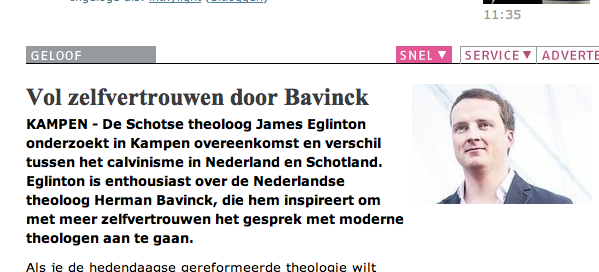 11:35
GELOOF
SNEL SERVICE ADVERTE
Vol zelfvertrouwen door Bavinck
KAMPEN - De Schotse theoloog James Eglinton
onderzoekt in Kampen overeenkomst en verschil
tussen het calvinisme in Nederland en Schotland.
Eglinton is enthousiast over de Nederlandse
theoloog Herman Bavinck, die hem inspireert om
met meer zelfvertrouwen het gesprek met moderne
theologen aan te gaan.
Als je de hedendaagse gereformeerde theologie wilt